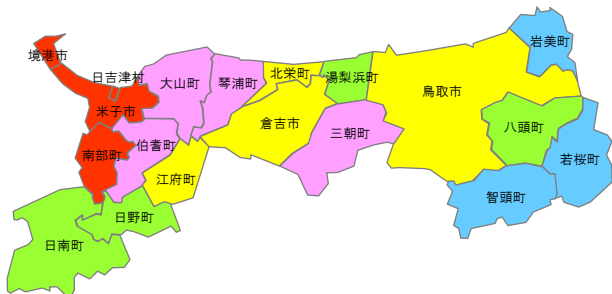 岩美町
境港市
日吉津村
大山町
琴浦町
北栄町
湯梨浜町
鳥取市
米子市
倉吉市
三朝町
八頭町
南部町
伯耆町
若桜町
江府町
智頭町
日野町
日南町